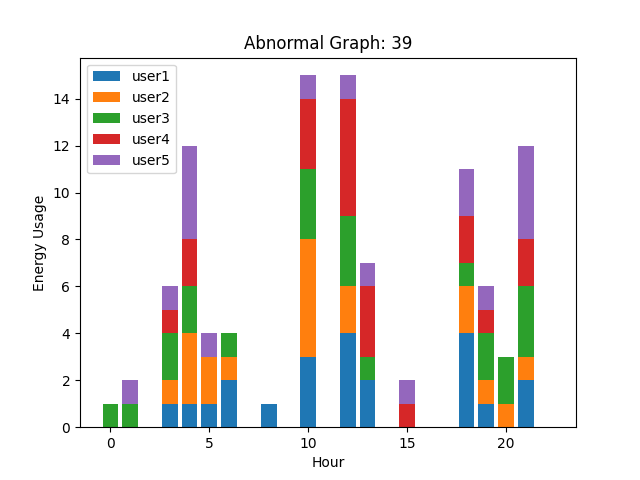 Abnormal Graph: 39
user1
user2
user3
user4
user5
14
12
10
8
6
4
2
0
Energy Usage
0 5 10 15 20
Hour